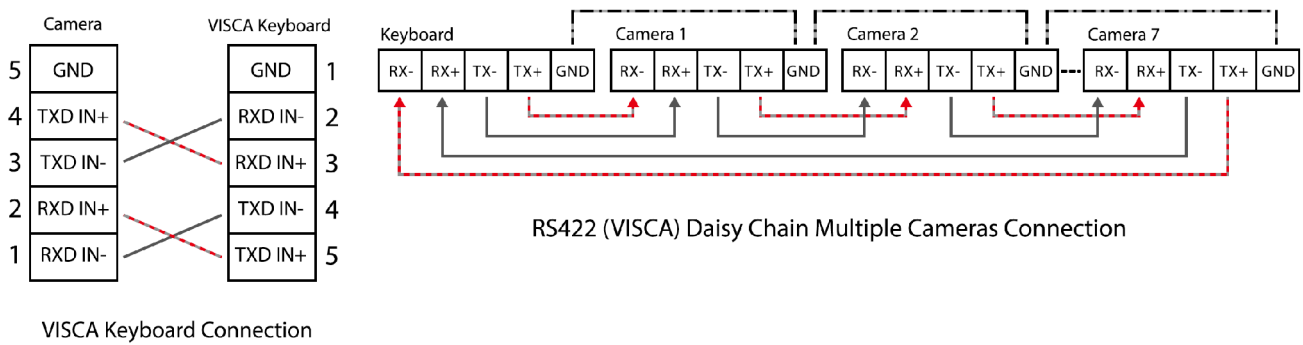 Camera VISCA Keyboard
5 GND GND 1
4 TXD IN+ RXD IN- 2
3 TXD IN- RXD IN+ 3
2 RXD IN+ TXD IN- 4
1 RXD IN- TXD IN+ 5
VISCA Keyboard Connection
Keyboard Camera 1 Camera 2 Camera 7
RX- RX+ TX- TX+ GND RX- RX+ TX- TX+ GND RX- RX+ TX- TX+ GND RX- RX+ TX- TX+ GND
RS422 (VISCA) Daisy Chain Multiple Cameras Connection